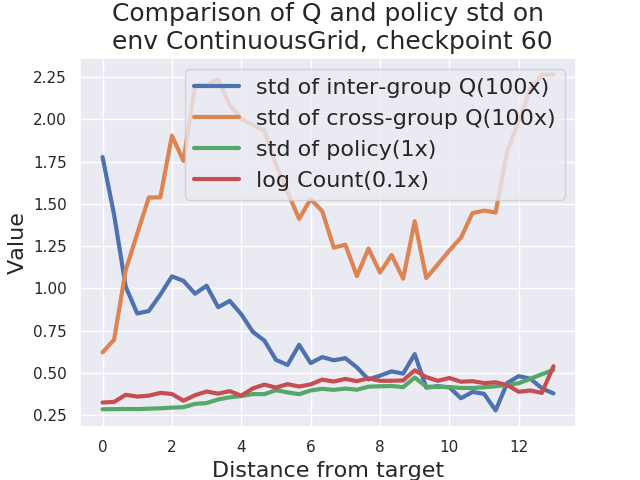 Comparison of Q and policy std on
env ContinuousGrid, checkpoint 60
std of inter-group Q(100x)
std of cross-group Q(100x)
std of policy(1x)
log Count(0.1x)
Value
2.25
2.00
1.75
1.50
1.25
1.00
0.75
0.50
0.25
0 2 4 6 8 10 12
Distance from target